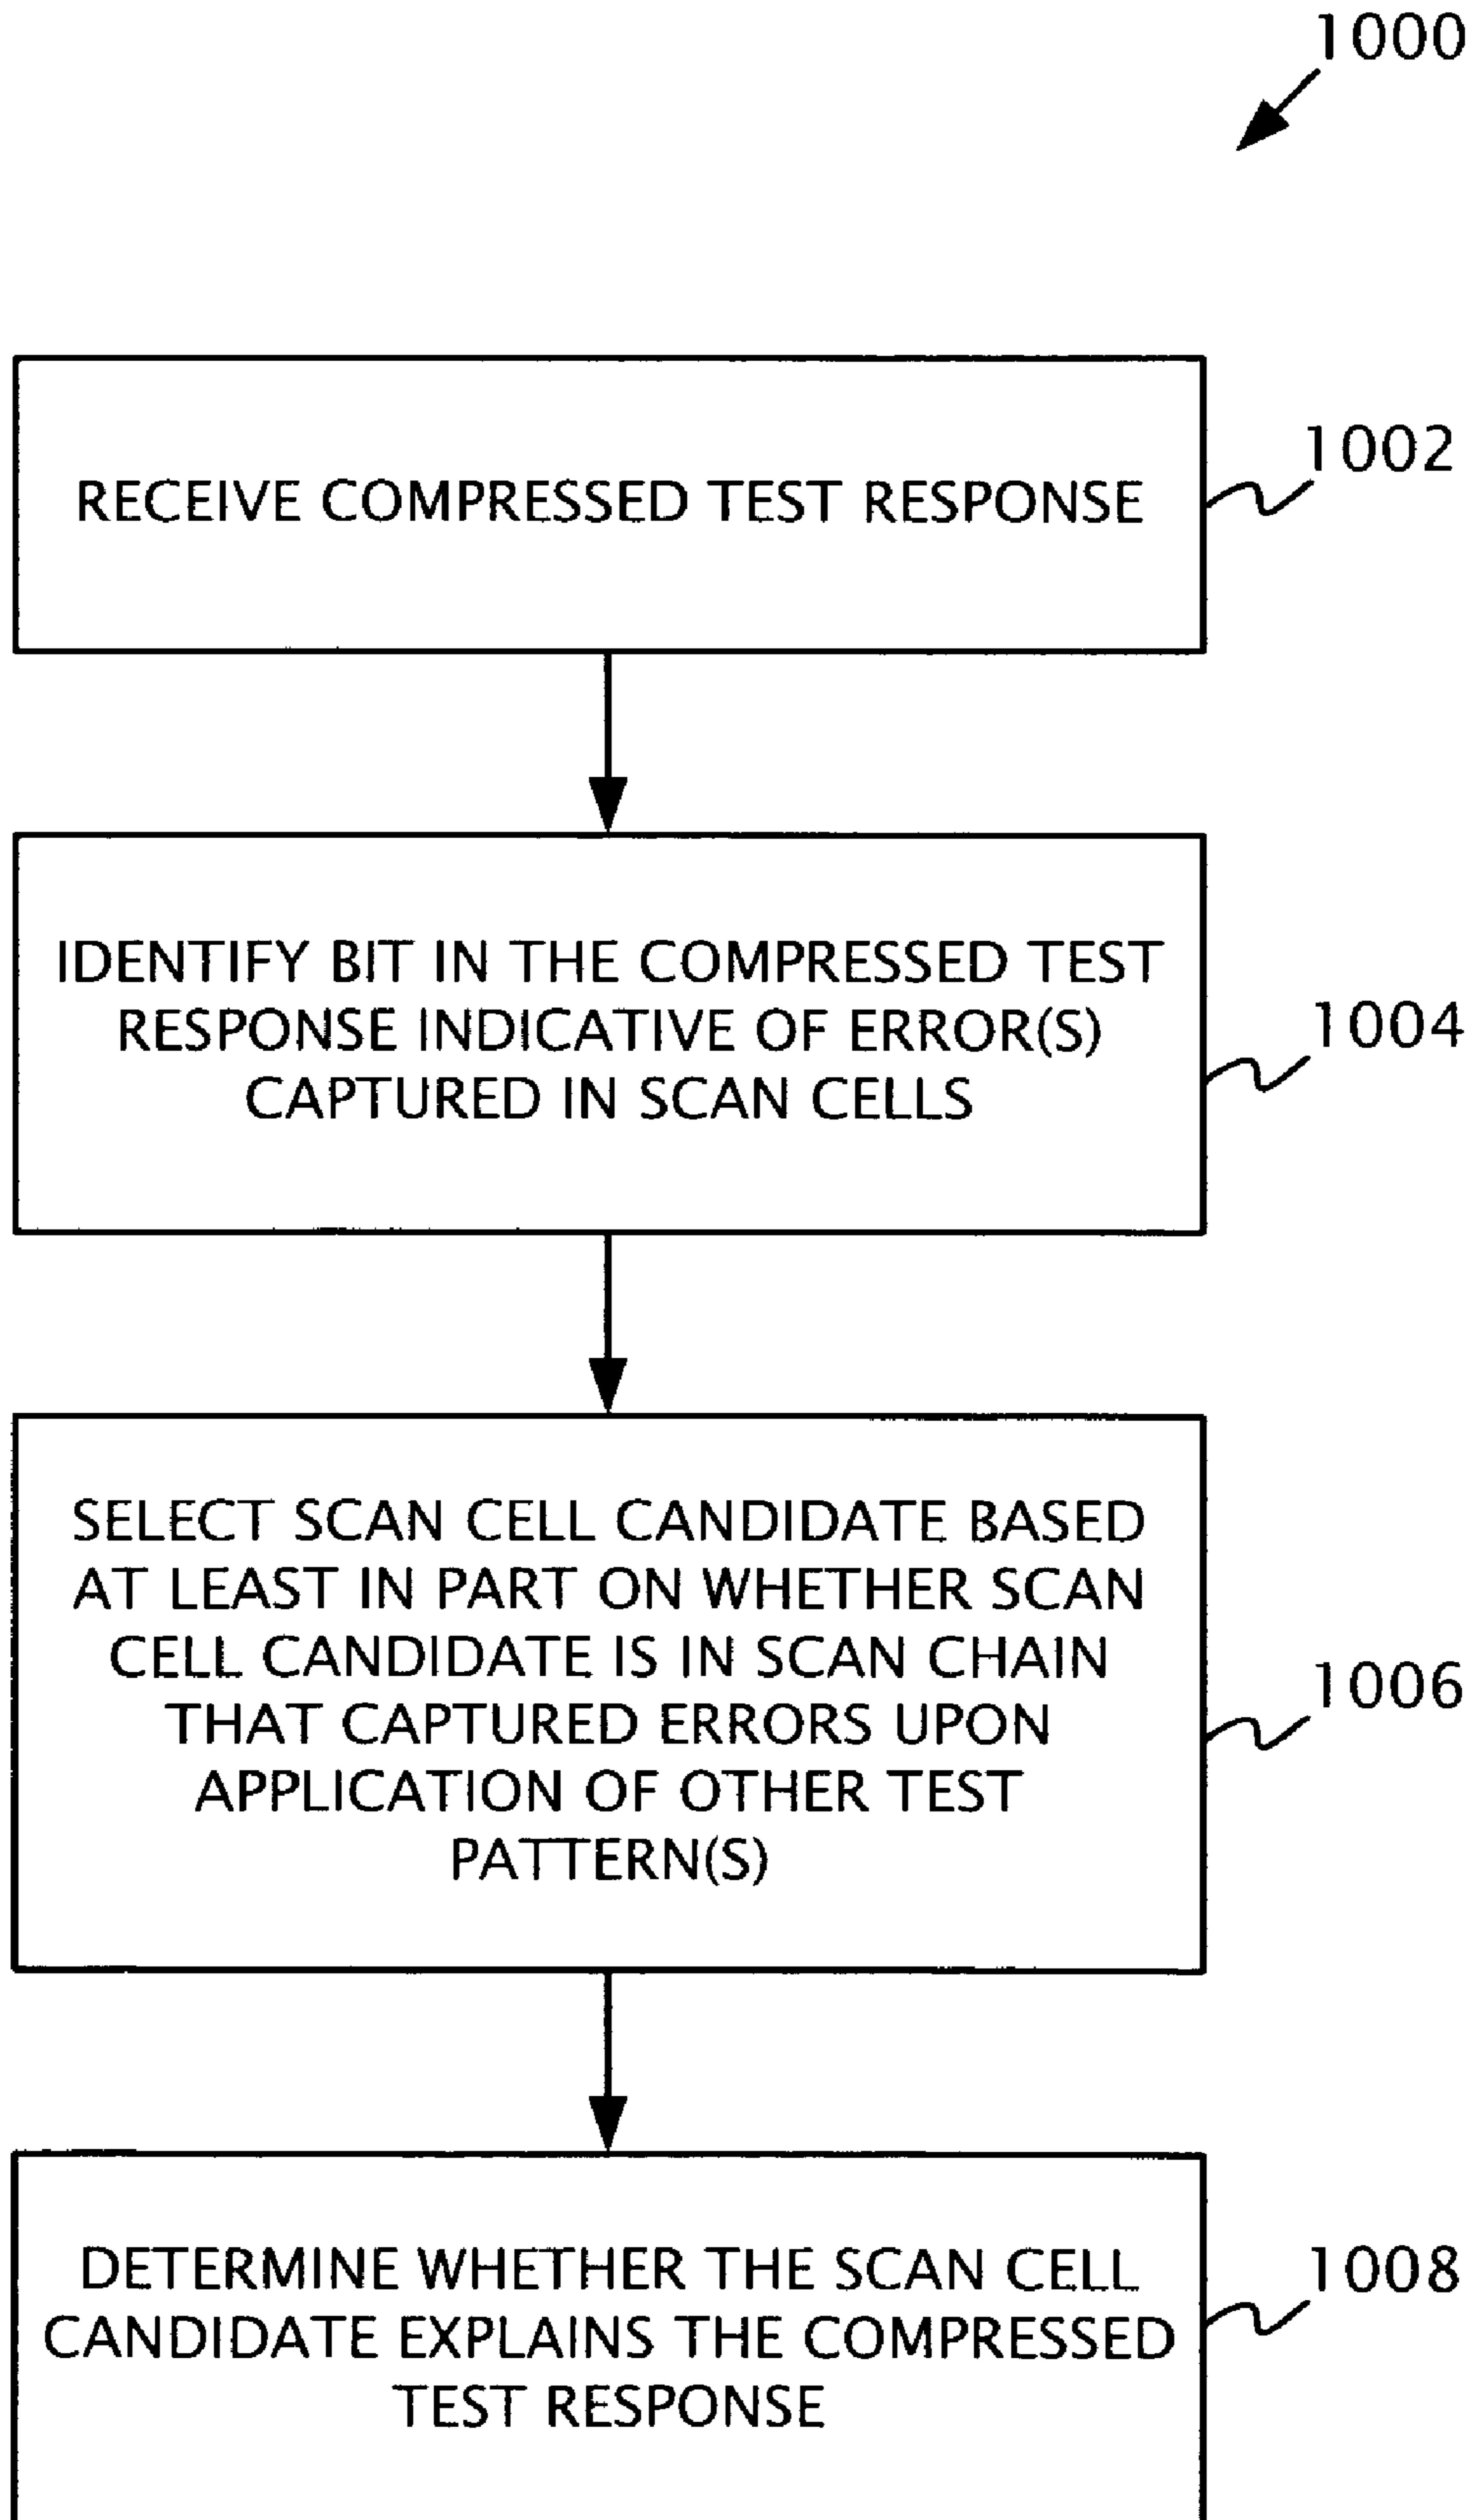 1000
RECEIVE COMPRESSED TEST RESPONSE
1002
IDENTIFY BIT IN THE COMPRESSED TEST
RESPONSE INDICATIVE OF ERROR(S)
CAPTURED IN SCAN CELLS
1004
SELECT SCAN CELL CANDIDATE BASED
AT LEAST IN PART ON WHETHER SCAN
CELL CANDIDATE IS IN SCAN CHAIN
THAT CAPTURED ERRORS UPON
APPLICATION OF OTHER TEST
PATTERN(S)
1006
DETERMINE WHETHER THE SCAN CELL
CANDIDATE EXPLAINS THE COMPRESSED
TEST RESPONSE
1008